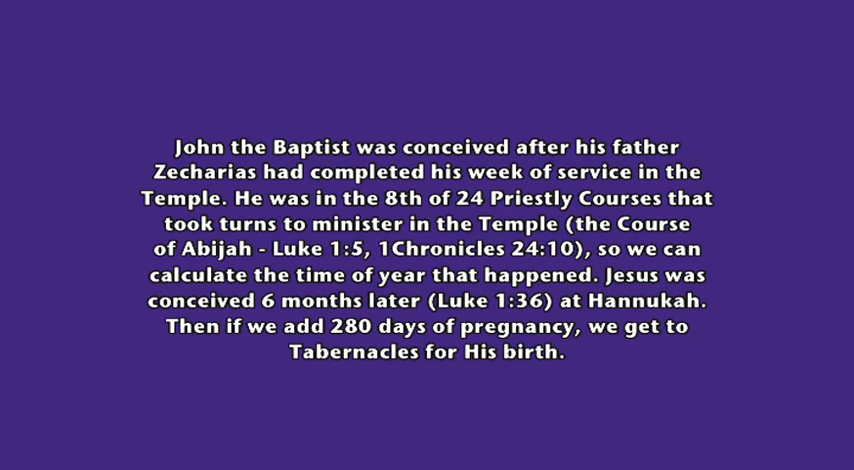 John the Baptist was conceived after his father
Zecharias had completed his week of service in the
Temple. He was in the 8th of 24 Priestly Courses that
took turns to minister in the Temple (the Course
of Abijah - Luke 1:5, 1Chronicles 24:10), so we can
calculate the time of year that happened. Jesus was
conceived 6 months later (Luke 1:36) at Hannukah.
Then if we add 280 days of pregnancy, we get to
Tabernacles for His birth.